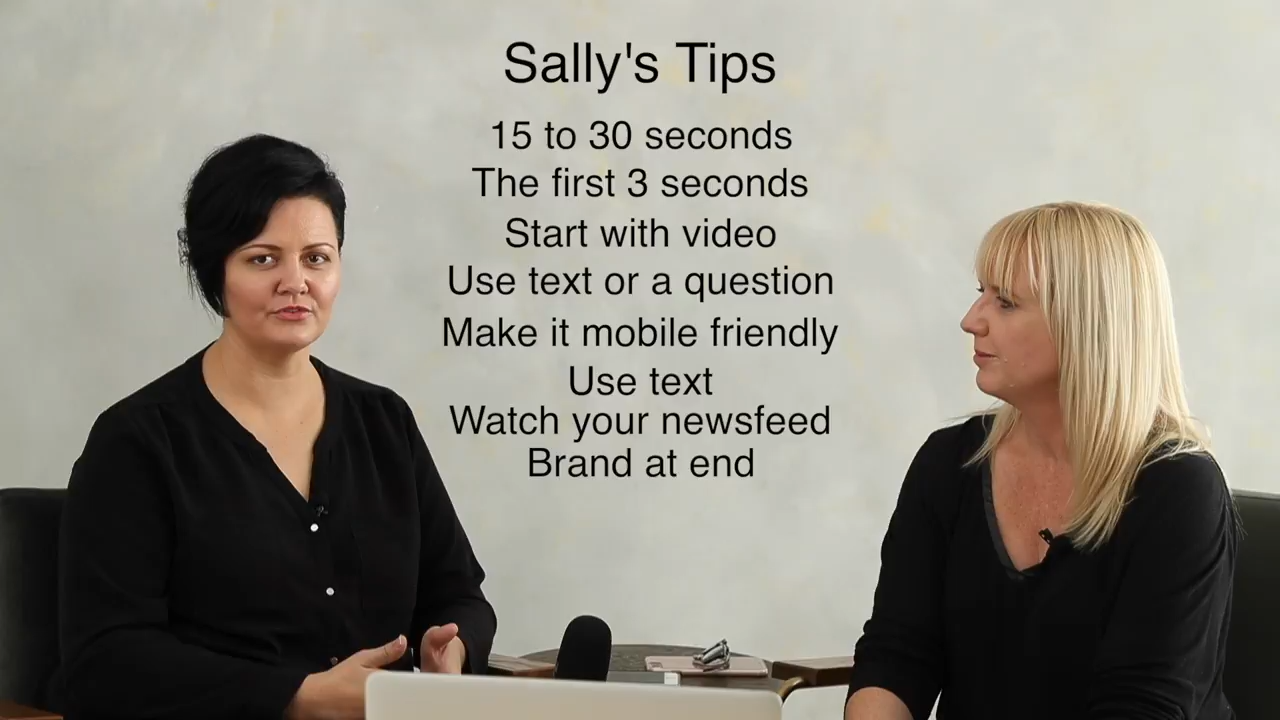 Sally's Tips
15 to 30 seconds
The first 3 seconds
Start with video
Use text or a question
Make it mobile friendly
Use text
Watch your newsfeed
Brand at end